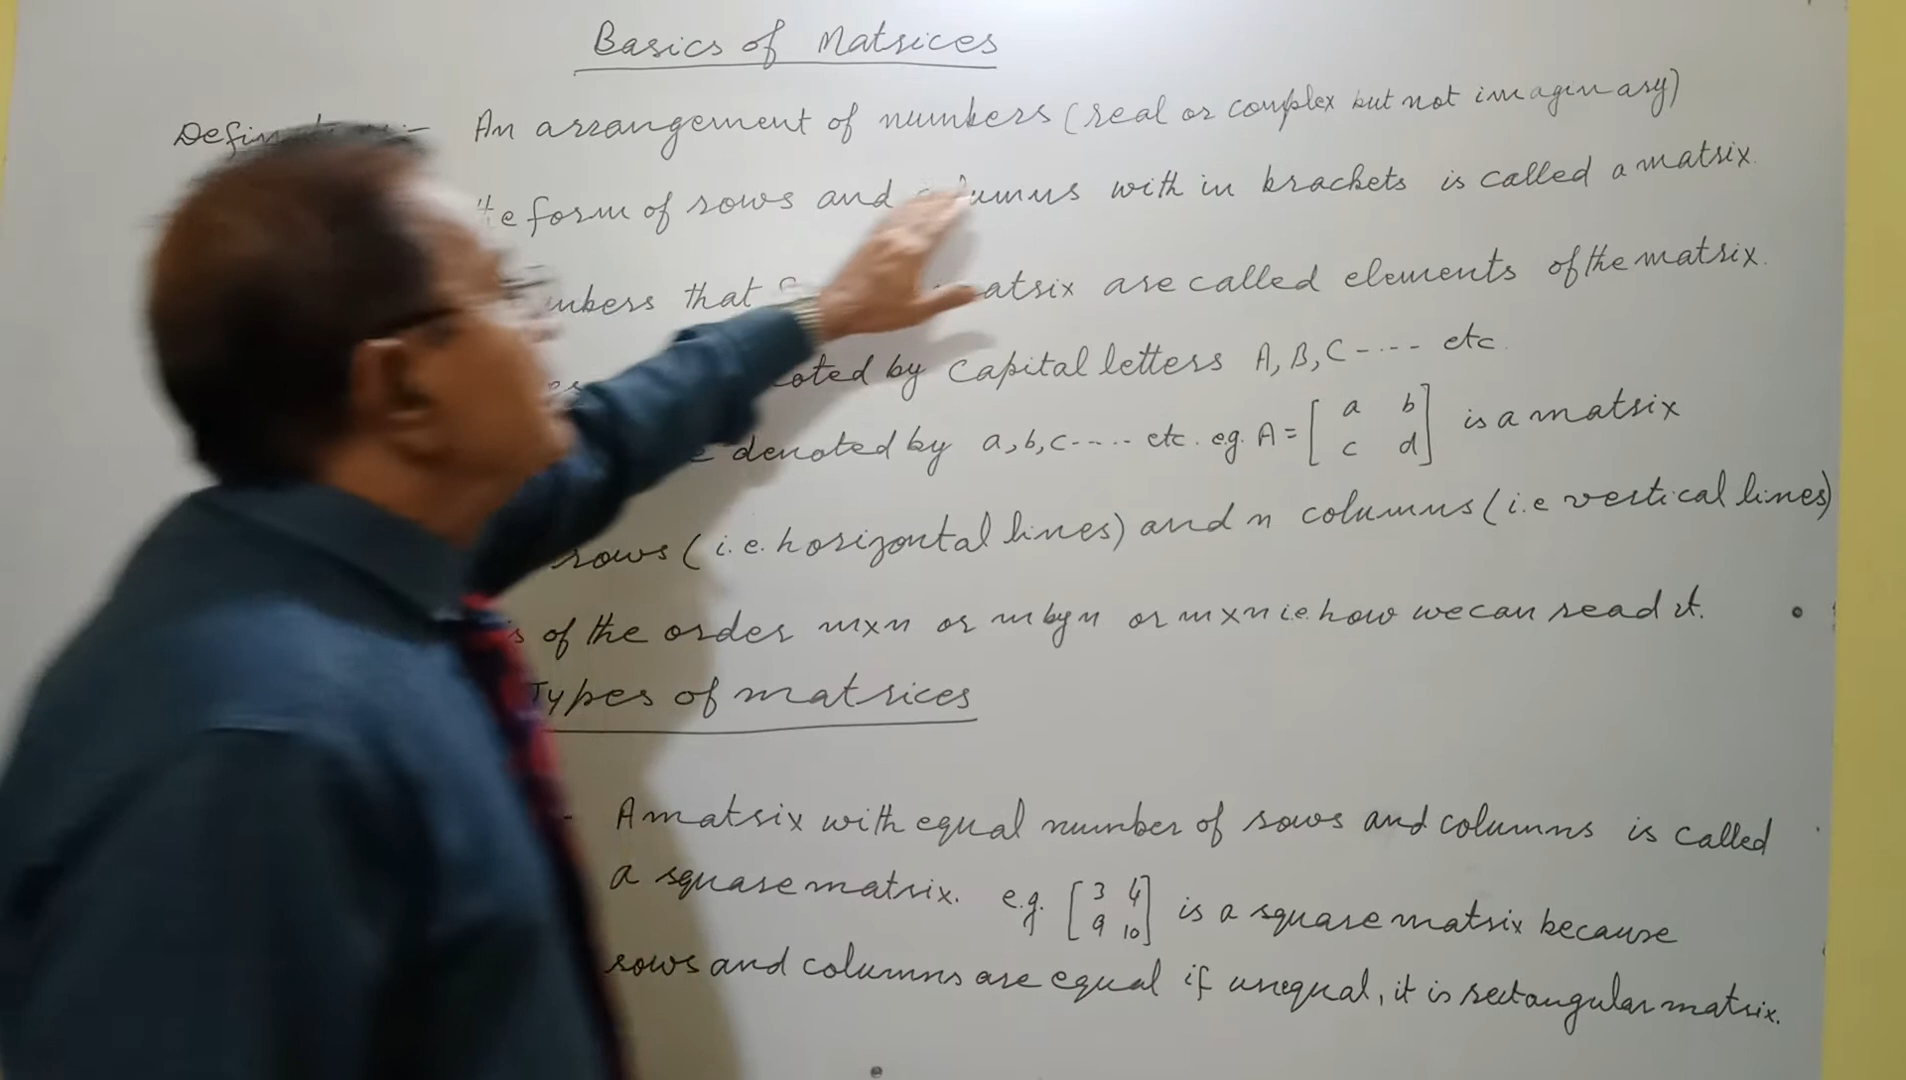 Basics of Matrices
An arrangement of numbers (real or complex but not imaginary)
form of rows and columns with in brackets is called a matrix.
that matrix are called elements of the matrix.
by capital letters A, B, C ----- etc.
denoted by a, b, c ----- etc. e.g. A = [ a b
c d ] is a matrix
rows (i.e. horizontal lines) and n columns (i.e vertical lines)
of the order m x n or m by n or m x n i.e. how we can read it.
Types of matrices
A matrix with equal number of rows and columns is called
a square matrix. e.g. [ 3 4
9 10 ] is a square matrix because
rows and columns are equal if unequal, it is rectangular matrix.